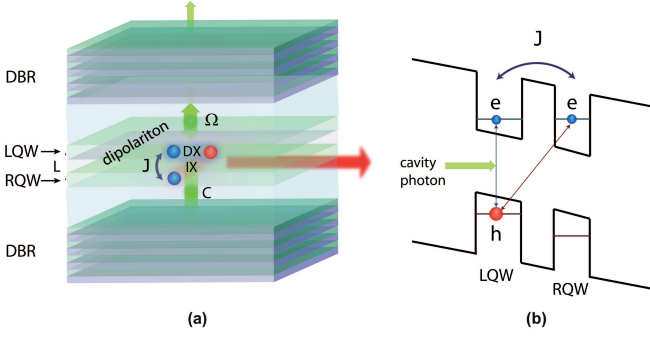 DBR
Ω
dipolariton
LQW
DX
J
L
IX
RQW
C
DBR
(a)
J
e
e
cavity
photon
h
LQW
RQW
(b)